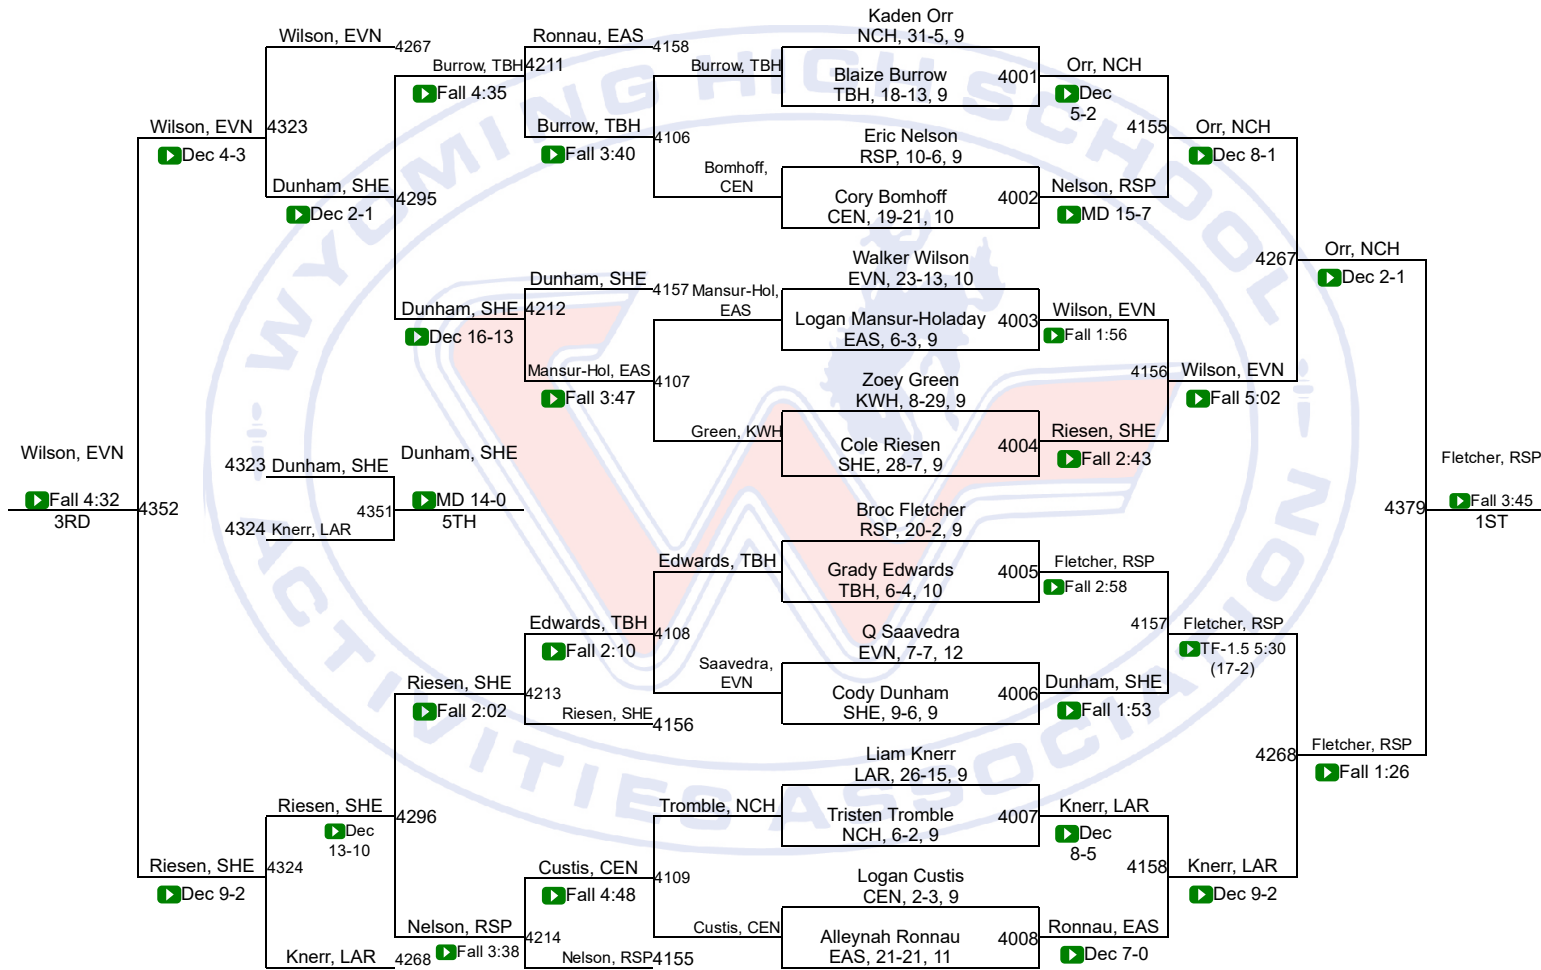 WYOMING HIGH SCHOOL
ACTIVITIES ASSOCIATION
Kaden Orr
NCH, 31-5, 9
Blaize Burrow
TBH, 18-13, 9
4001
Eric Nelson
RSP, 10-6, 9
Cory Bomhoff
CEN, 19-21, 10
4002
Walker Wilson
EVN, 23-13, 10
Logan Mansur-Holaday
EAS, 6-3, 9
4003
Zoey Green
KWH, 8-29, 9
Cole Riesen
SHE, 28-7, 9
4004
Broc Fletcher
RSP, 20-2, 9
Grady Edwards
TBH, 6-4, 10
4005
Q Saavedra
EVN, 7-7, 12
Cody Dunham
SHE, 9-6, 9
4006
Liam Knerr
LAR, 26-15, 9
Tristen Tromble
NCH, 6-2, 9
4007
Logan Custis
CEN, 2-3, 9
Alleynah Ronnau
EAS, 21-21, 11
4008
Orr, NCH
Dec
5-2
4155
Nelson, RSP
MD 15-7
Wilson, EVN
Fall 1:56
4156
Riesen, SHE
Fall 2:43
Fletcher, RSP
Fall 2:58
4157
Dunham, SHE
Fall 1:53
Knerr, LAR
Dec
8-5
4158
Ronnau, EAS
Dec 7-0
Orr, NCH
Dec 8-1
4267
Wilson, EVN
Fall 5:02
Fletcher, RSP
TF-1.5 5:30
(17-2)
4268
Knerr, LAR
Dec 9-2
Orr, NCH
Dec 2-1
4379
Fletcher, RSP
Fall 1:26
Fletcher, RSP
Fall 3:45
1ST
Burrow, TBH
4106
Bomhoff,
CEN
Mansur-Hol,
EAS
4107
Green, KWH
Edwards, TBH
4108
Saavedra,
EVN
Tromble, NCH
4109
Custis, CEN
Ronnau, EAS
4158
4211
Burrow, TBH
Fall 3:40
Dunham, SHE
4157
4212
Mansur-Hol, EAS
Fall 3:47
Edwards, TBH
Fall 2:10
4213
Riesen, SHE
4156
Custis, CEN
Fall 4:48
4214
Nelson, RSP
4155
Burrow, TBH
Fall 4:35
4295
Dunham, SHE
Dec 16-13
Riesen, SHE
Fall 2:02
4296
Nelson, RSP
Fall 3:38
Wilson, EVN
4267
4323
Dunham, SHE
Dec 2-1
Riesen, SHE
Dec
13-10
4324
Knerr, LAR
4268
Wilson, EVN
Dec 4-3
4352
Riesen, SHE
Dec 9-2
Wilson, EVN
Fall 4:32
3RD
4323
Dunham, SHE
4351
4324
Knerr, LAR
Dunham, SHE
MD 14-0
5TH